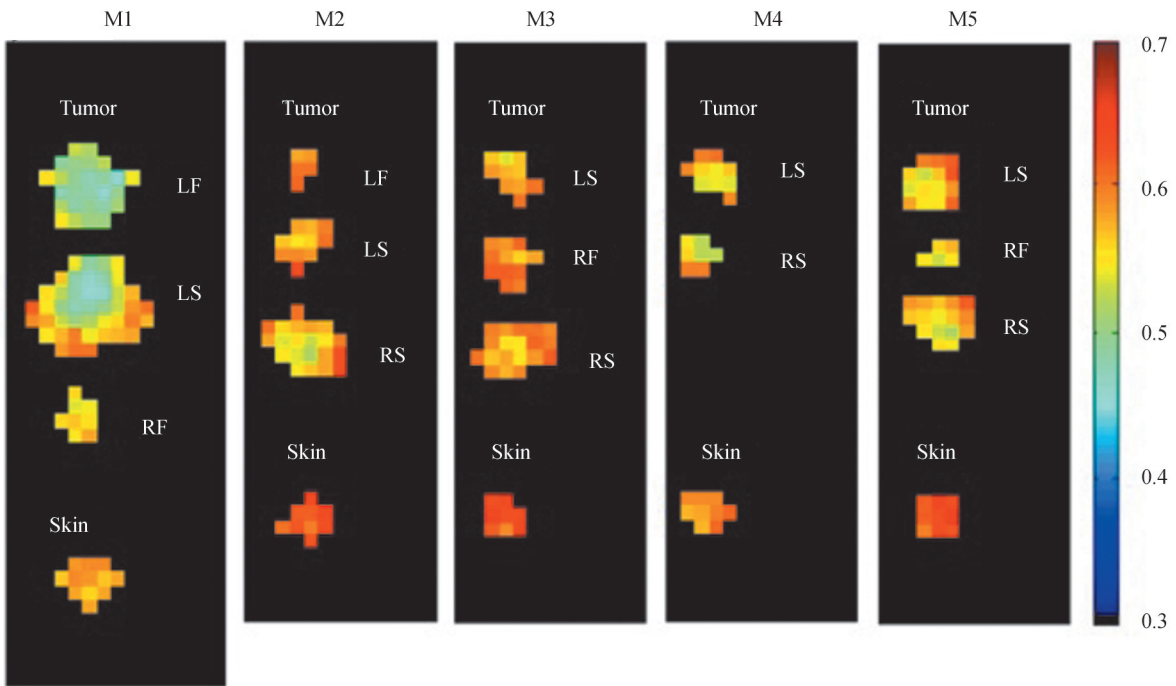 M1 M2 M3 M4 M5
0.7
Tumor Tumor Tumor Tumor Tumor
LF LF LS LS LS
0.6
LS LS RF RS RF
RF RS RS RS
0.5
Skin Skin Skin Skin Skin
0.4
0.3